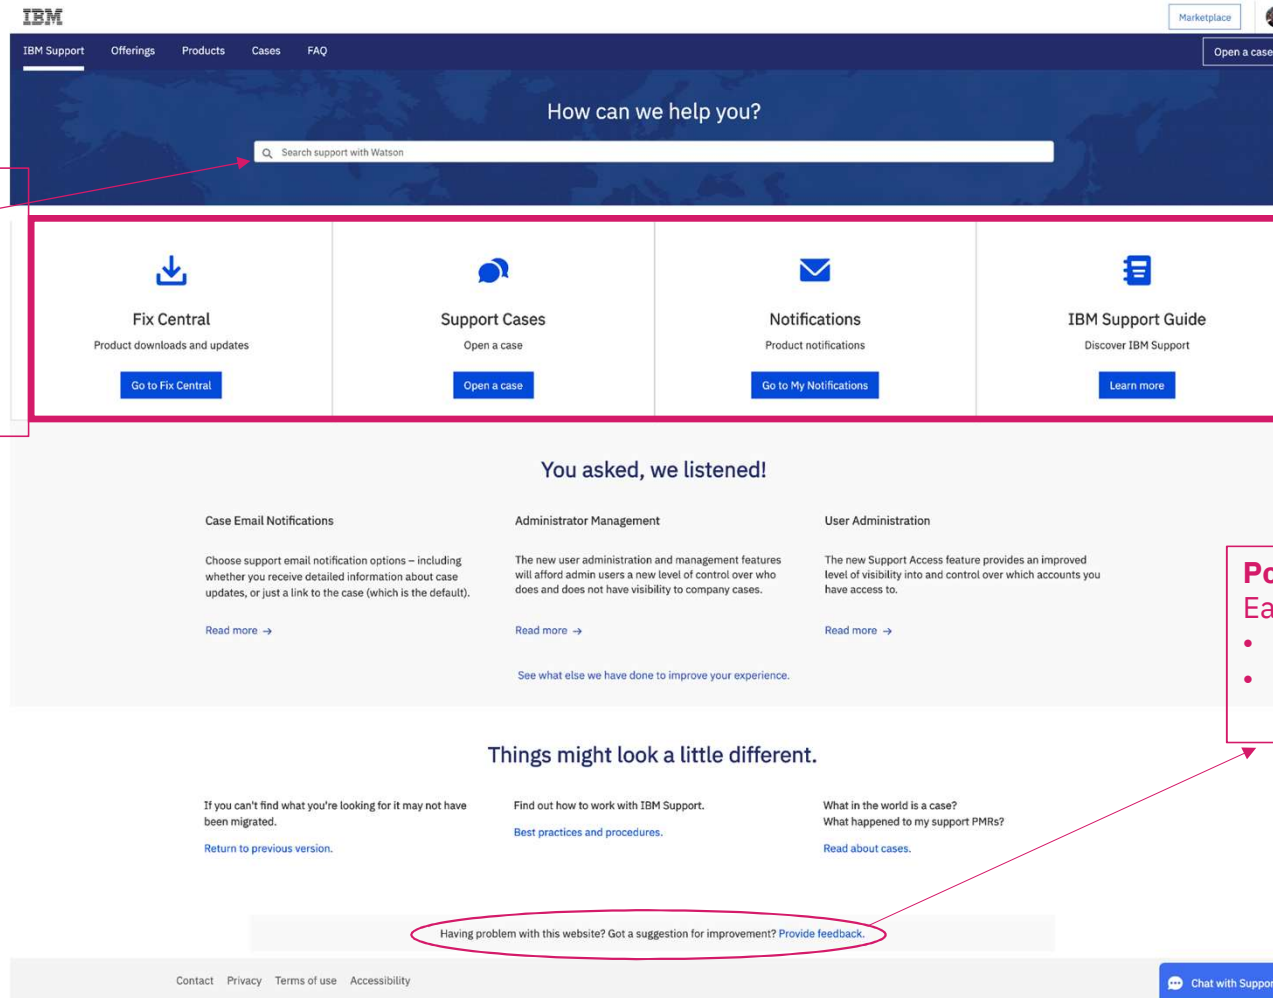 IBM
Marketplace
IBM Support Offerings Products Cases FAQ
Open a case
How can we help you?
Search support with Watson
Fix Central
Product downloads and updates
Go to Fix Central
Support Cases
Open a case
Open a case
Notifications
Product notifications
Go to My Notifications
IBM Support Guide
Discover IBM Support
Learn more
You asked, we listened!
Case Email Notifications
Choose support email notification options – including
whether you receive detailed information about case
updates, or just a link to the case (which is the default).
Read more →
Administrator Management
The new user administration and management features
will afford admin users a new level of control over who
does and does not have visibility to company cases.
Read more →
User Administration
The new Support Access feature provides an improved
level of visibility into and control over which accounts you
have access to.
Read more →
See what else we have done to improve your experience.
Things might look a little different.
If you can't find what you're looking for it may not have
been migrated.
Return to previous version.
Find out how to work with IBM Support.
Best practices and procedures.
What in the world is a case?
What happened to my support PMRs?
Read about cases.
Having problem with this website? Got a suggestion for improvement? Provide feedback.
Contact Privacy Terms of use Accessibility
Chat with Suppor